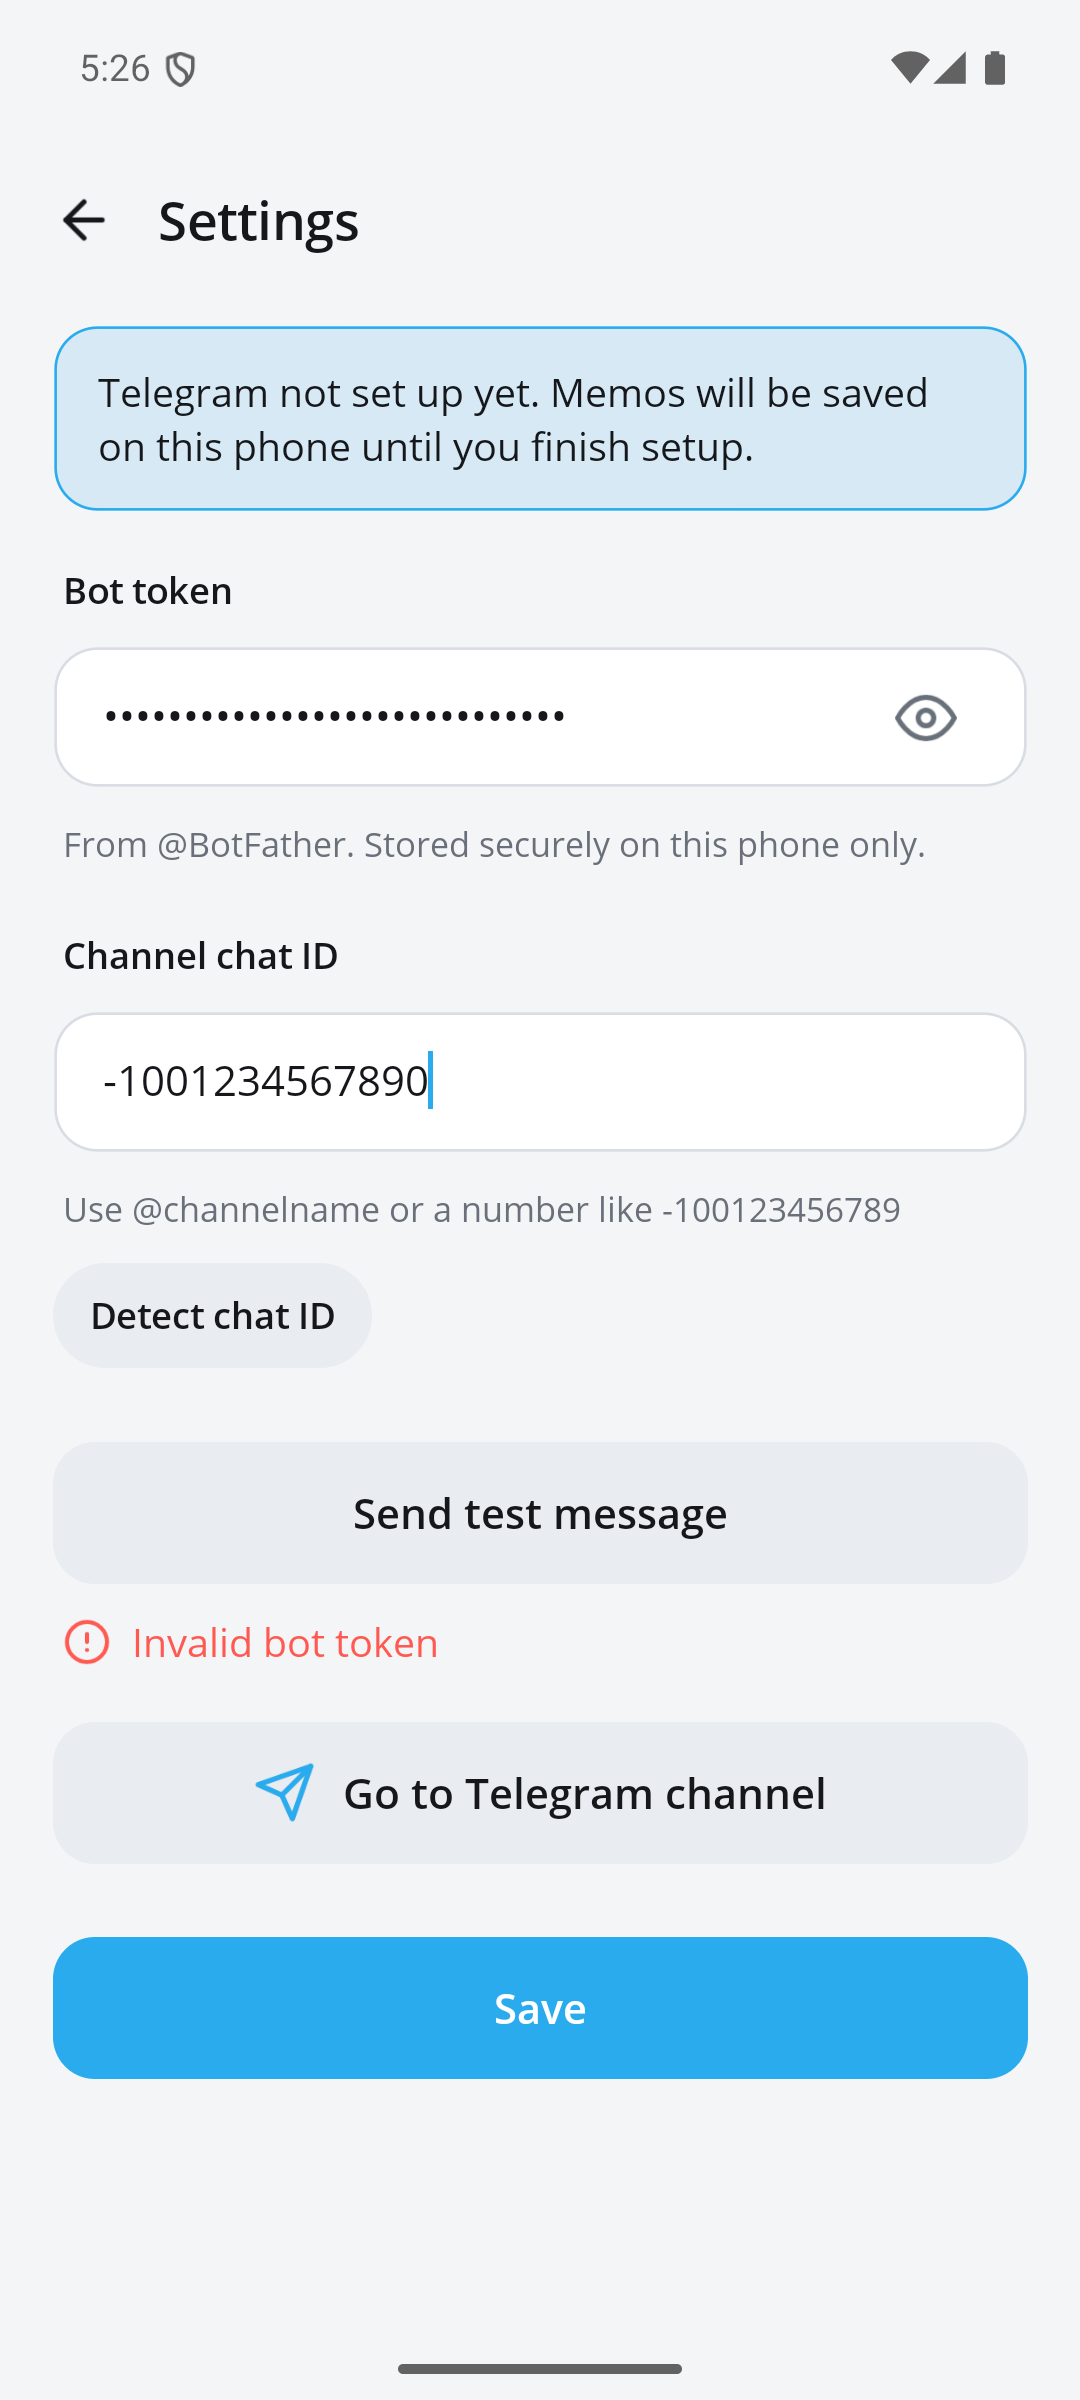 5:26
Settings
Telegram not set up yet. Memos will be saved
on this phone until you finish setup.
Bot token
•••••••••••••••••••••••••••••
From @BotFather. Stored securely on this phone only.
Channel chat ID
-1001234567890
Use @channelname or a number like -100123456789
Detect chat ID
Send test message
Invalid bot token
Go to Telegram channel
Save